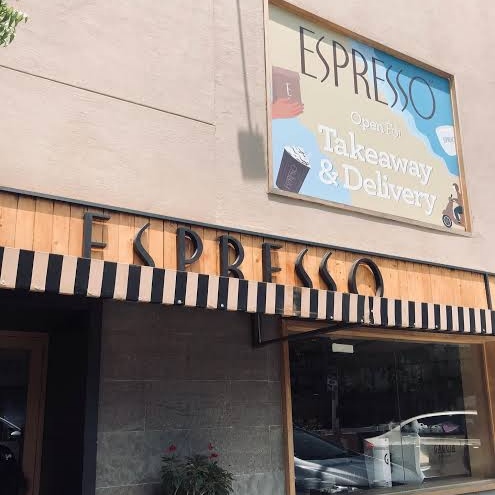 ESPRESSO
E
Open For
Takeaway
& Delivery
ESPRESSO